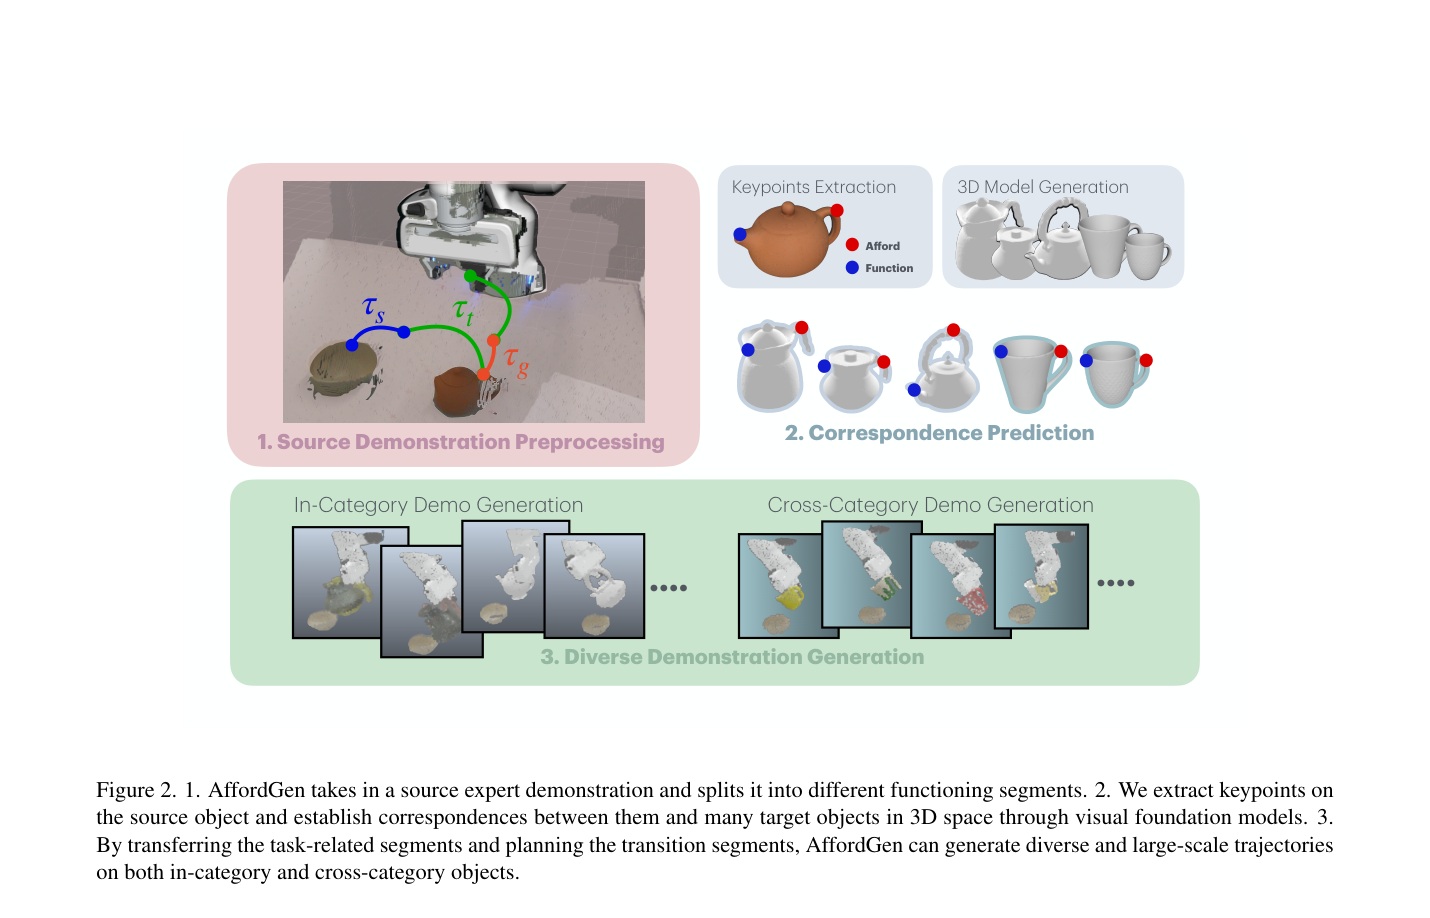 τs
τt
τg
1. Source Demonstration Preprocessing
Keypoints Extraction
Afford
Function
3D Model Generation
2. Correspondence Prediction
In-Category Demo Generation
Cross-Category Demo Generation
3. Diverse Demonstration Generation
Figure 2. 1. AffordGen takes in a source expert demonstration and splits it into different functioning segments. 2. We extract keypoints on
the source object and establish correspondences between them and many target objects in 3D space through visual foundation models. 3.
By transferring the task-related segments and planning the transition segments, AffordGen can generate diverse and large-scale trajectories
on both in-category and cross-category objects.